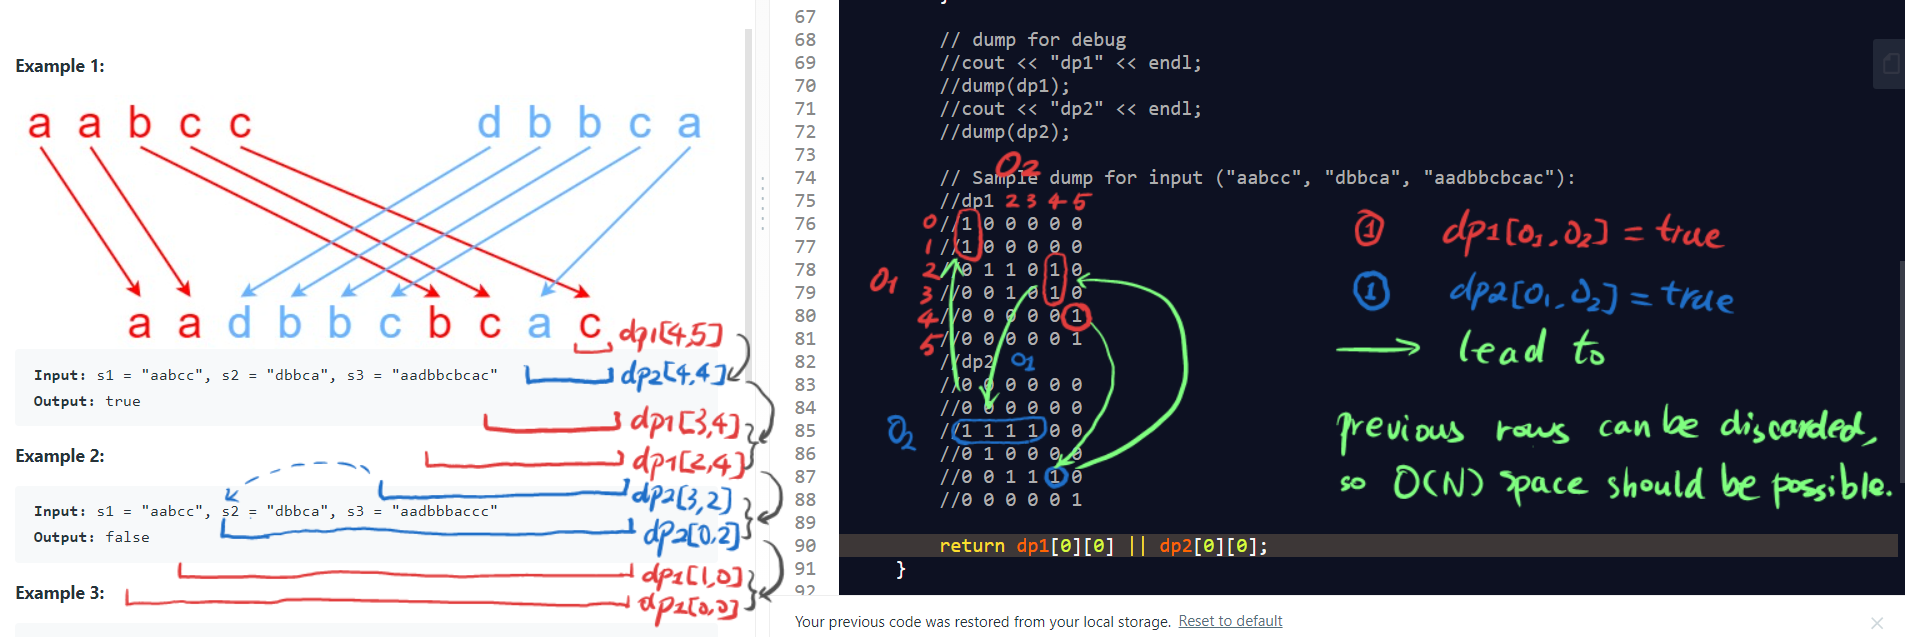 Example 1:
a a b c c d b b c a
a a d b b c b c a c
dp1[4,5]
dp2[4,4]
Input: s1 = "aabcc", s2 = "dbbca", s3 = "aadbbcbcac"
Output: true
dp1[3,4]
Example 2:
dp1[2,4]
dp2[3,2]
Input: s1 = "aabcc", s2 = "dbbca", s3 = "aadbbbaccc"
dp2[0,2]
Output: false
dp1[1,0]
Example 3:
dp1[0,0]
67 }
68 // dump for debug
69 //cout << "dp1" << endl;
70 //dump(dp1);
71 //cout << "dp2" << endl;
72 //dump(dp2);
73
O2
74 // Sample dump for input ("aabcc", "dbbca", "aadbbcbcac"):
75 //dp1 2 3 4 5
76 0 //1 0 0 0 0 0
77 1 //1 0 0 0 0 0
78 2 //0 1 1 0 1 0
O1
79 3 //0 0 1 0 1 0
80 4 //0 0 0 0 0 1
81 5 //0 0 0 0 0 1
82 //dp2 O1
83 //0 0 0 0 0 0
84 //0 0 0 0 0 0
O2
85 //1 1 1 1 0 0
86 //0 1 0 0 0 0
87 //0 0 1 1 1 0
88 //0 0 0 0 0 1
89
90 return dp1[0][0] || dp2[0][0];
91 }
92
① dp1[O1,O2] = true
① dp2[O1,O2] = true
lead to
previous rows can be discarded,
so O(N) space should be possible.
Your previous code was restored from your local storage. Reset to default